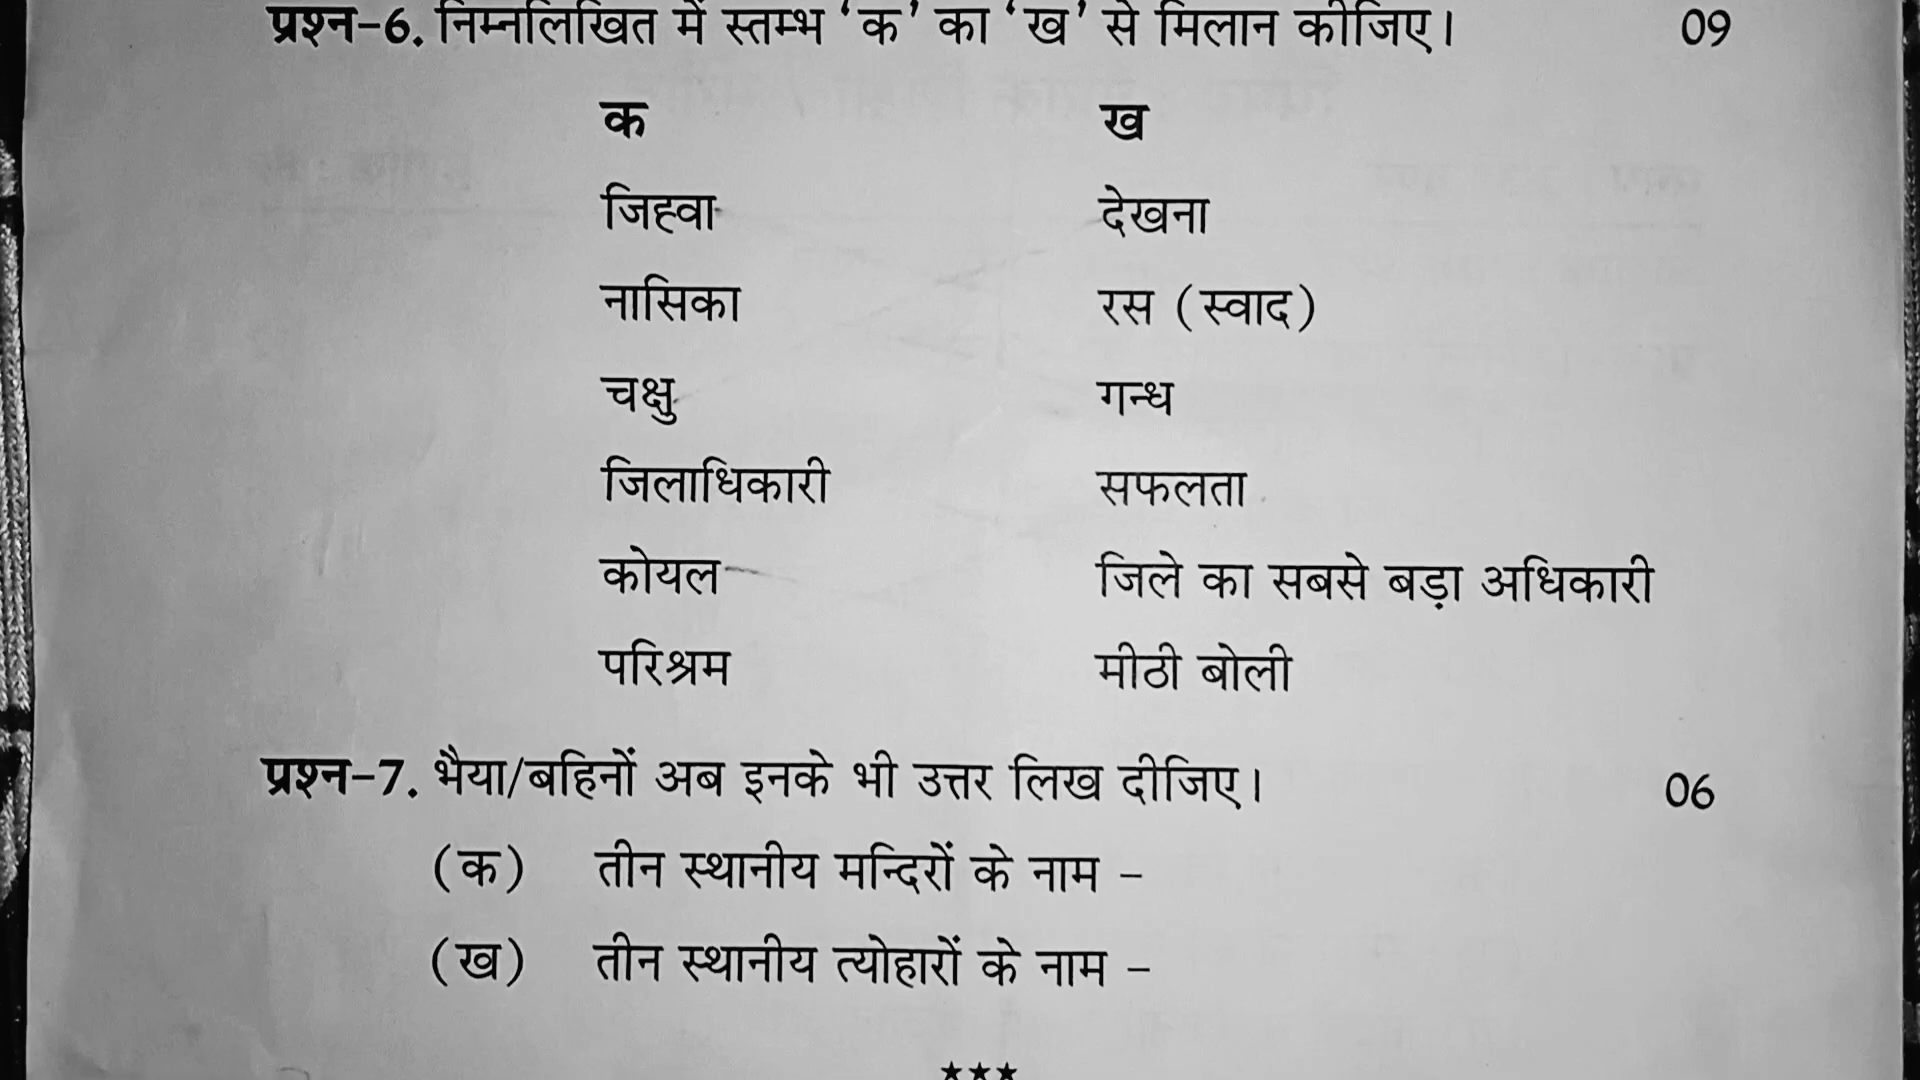 प्रश्न-6. निम्नलिखित में स्तम्भ ‘क’ का ‘ख’ से मिलान कीजिए। 09
क ख
जिह्वा देखना
नासिका रस (स्वाद)
चक्षु गन्ध
जिलाधिकारी सफलता
कोयल जिले का सबसे बड़ा अधिकारी
परिश्रम मीठी बोली
प्रश्न-7. भैया/बहिनों अब इनके भी उत्तर लिख दीजिए। 06
(क) तीन स्थानीय मन्दिरों के नाम -
(ख) तीन स्थानीय त्योहारों के नाम -
★★★